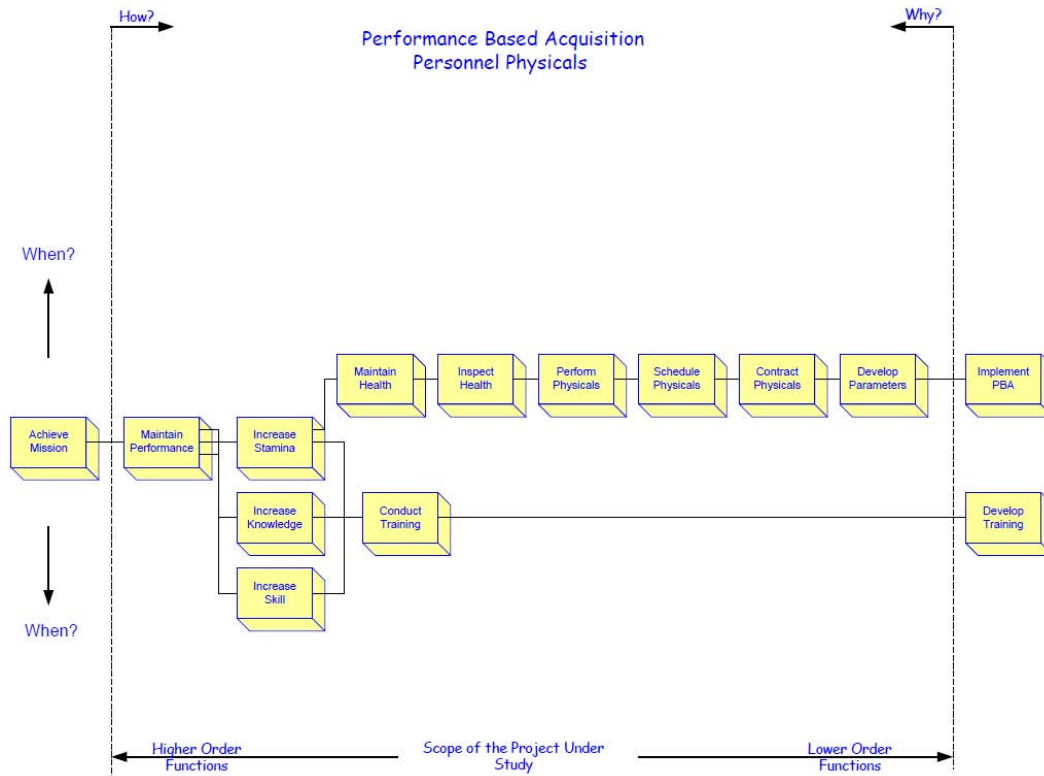 How?
Why?
Performance Based Acquisition
Personnel Physicals
When?
Maintain
Health
Inspect
Health
Perform
Physicals
Schedule
Physicals
Contract
Physicals
Develop
Parameters
Implement
PBA
Achieve
Mission
Maintain
Performance
Increase
Stamina
Increase
Knowledge
Conduct
Training
Develop
Training
Increase
Skill
When?
Higher Order
Functions
Scope of the Project Under
Study
Lower Order
Functions